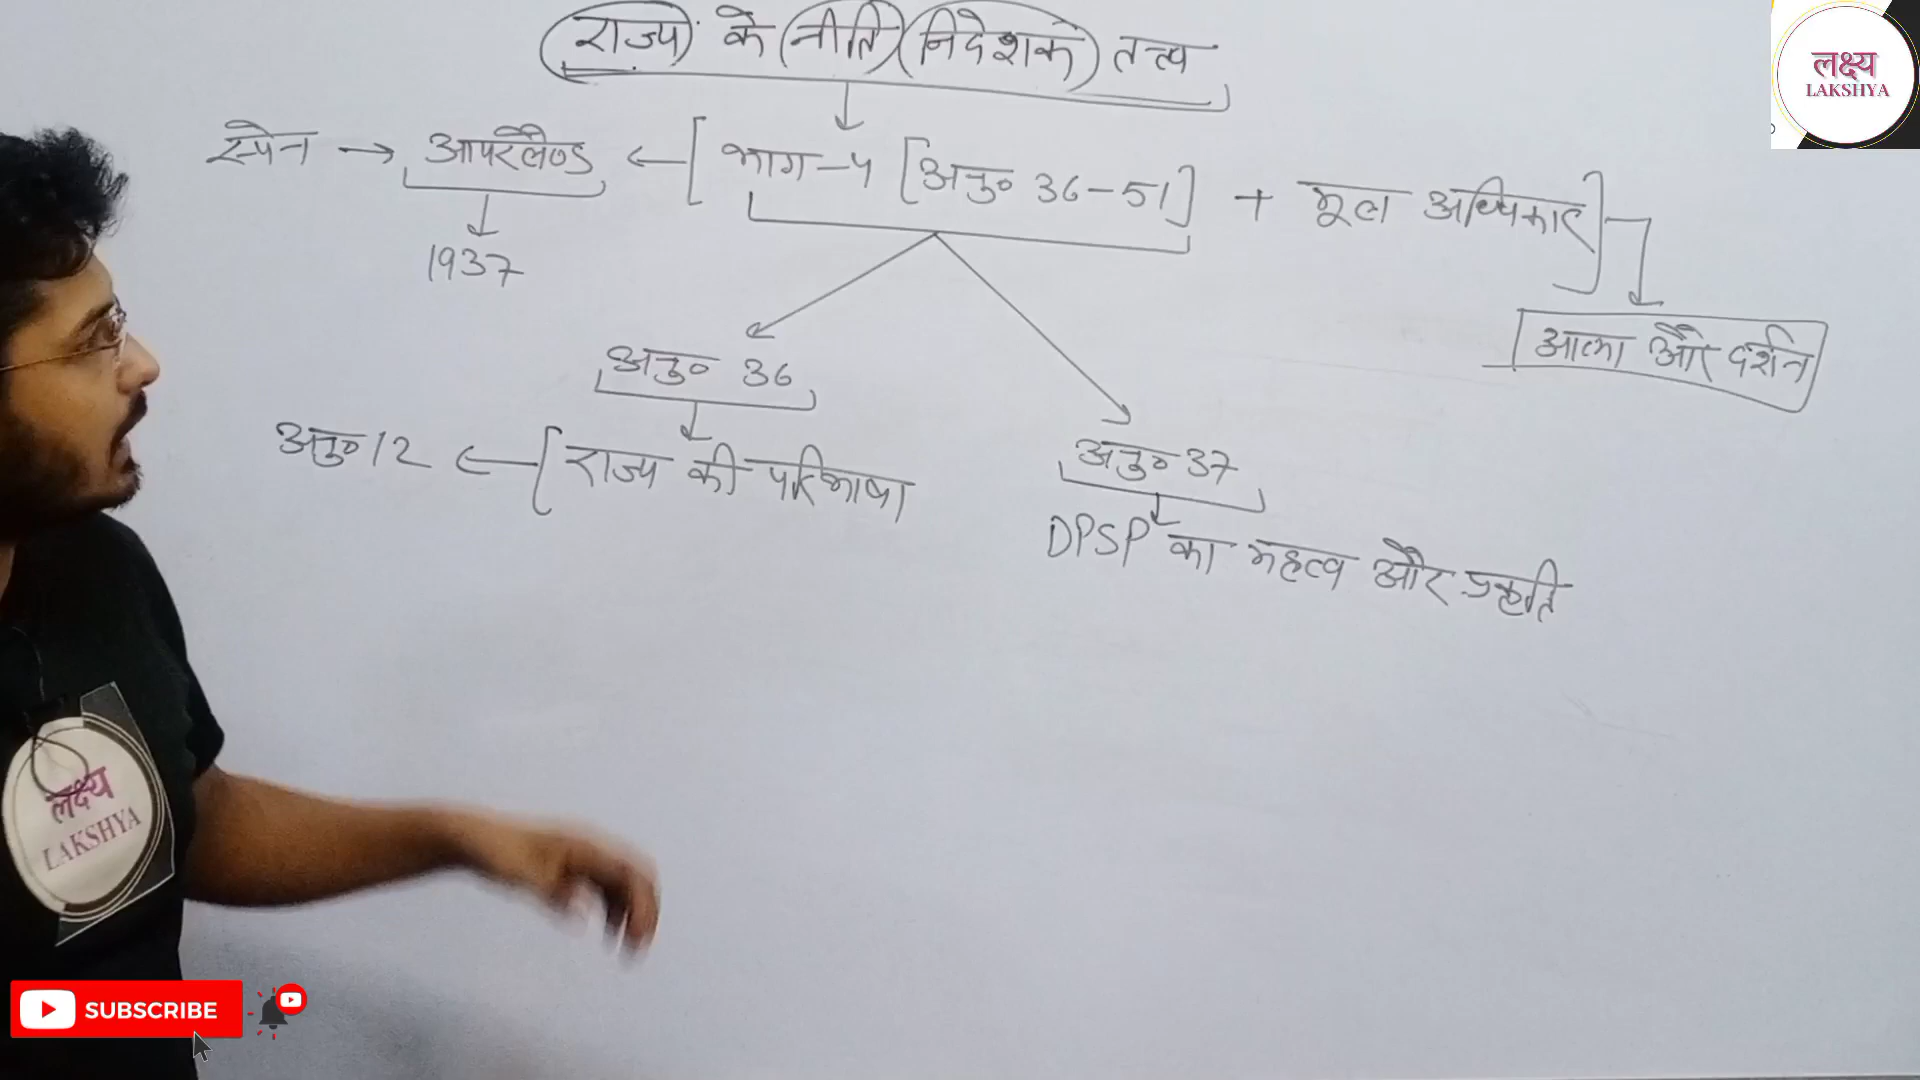 राज्य के नीति निदेशक तत्व
स्पेन → आयरलैण्ड ← [ भाग-4 [अनु० 36-51] + मूल अधिकार ]
1937
आत्मा और दर्शन
अनु० 36
अनु० 12 ← [ राज्य की परिभाषा
अनु० 37
DPSP का महत्व और प्रकृति
लक्ष्य
LAKSHYA
लक्ष्य
LAKSHYA
SUBSCRIBE